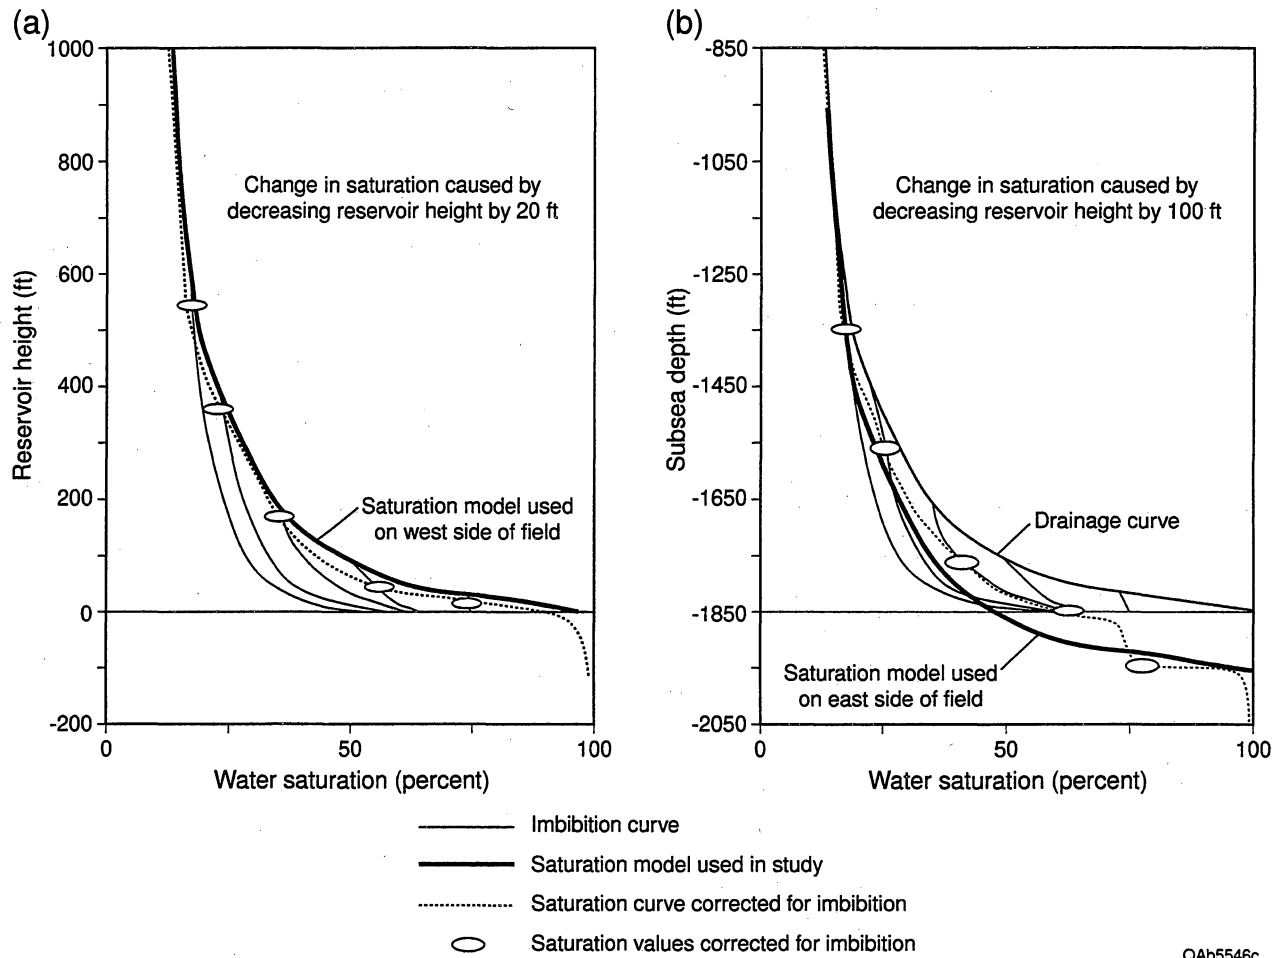 (a)
1000
800
600
400
200
0
-200
Reservoir height (ft)
Change in saturation caused by
decreasing reservoir height by 20 ft
Saturation model used
on west side of field
0
50
100
Water saturation (percent)
(b)
-850
-1050
-1250
-1450
-1650
-1850
-2050
Subsea depth (ft)
Change in saturation caused by
decreasing reservoir height by 100 ft
Drainage curve
Saturation model used
on east side of field
0
50
100
Water saturation (percent)
Imbibition curve
Saturation model used in study
Saturation curve corrected for imbibition
Saturation values corrected for imbibition
QAb5546c